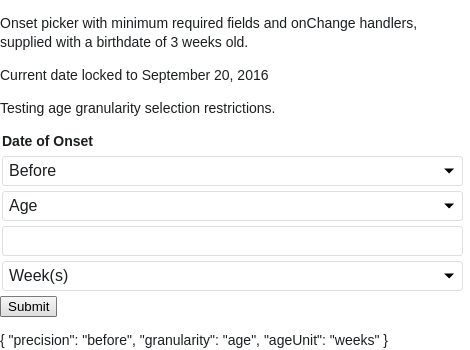 Onset picker with minimum required fields and onChange handlers,
supplied with a birthdate of 3 weeks old.
Current date locked to September 20, 2016
Testing age granularity selection restrictions.
Date of Onset
Before
Age
Week(s)
Submit
{ "precision": "before", "granularity": "age", "ageUnit": "weeks" }